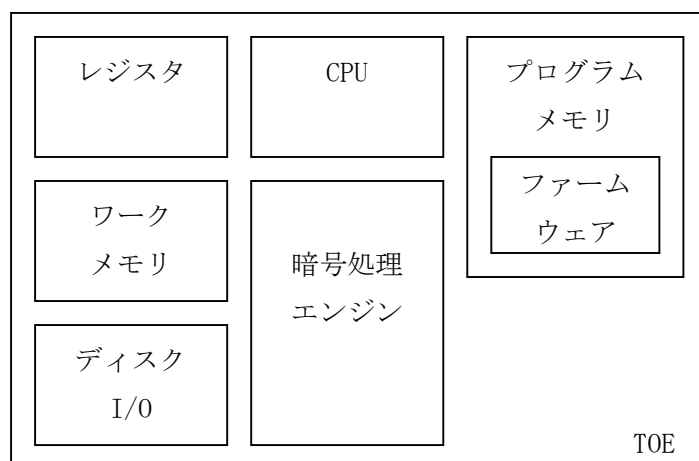 レジスタ
CPU
プログラム
メモリ
ファーム
ウェア
ワーク
メモリ
暗号処理
エンジン
ディスク
I/O
TOE